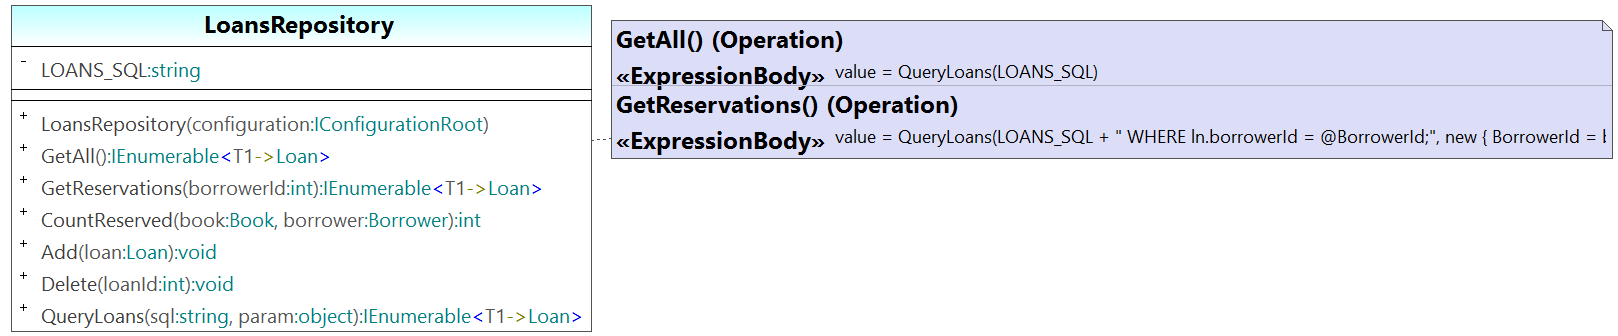 LoansRepository
- LOANS_SQL:string
+ LoansRepository(configuration:IConfigurationRoot)
+ GetAll():IEnumerable<T1->Loan>
+ GetReservations(borrowerId:int):IEnumerable<T1->Loan>
+ CountReserved(book:Book, borrower:Borrower):int
+ Add(loan:Loan):void
+ Delete(loanId:int):void
+ QueryLoans(sql:string, param:object):IEnumerable<T1->Loan>
GetAll() (Operation)
«ExpressionBody» value = QueryLoans(LOANS_SQL)
GetReservations() (Operation)
«ExpressionBody» value = QueryLoans(LOANS_SQL + " WHERE ln.borrowerId = @BorrowerId;", new { BorrowerId =